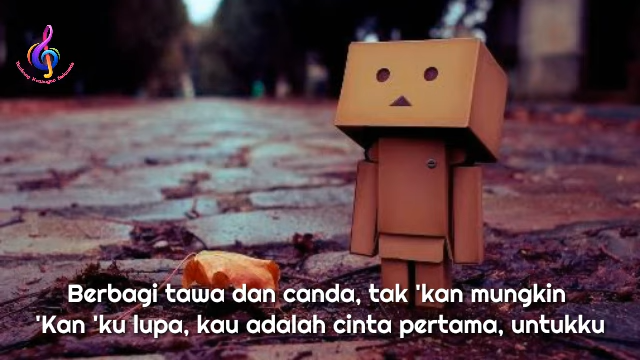 Berbagi tawa dan canda, tak 'kan mungkin
'Kan 'ku lupa, kau adalah cinta pertama, untukku